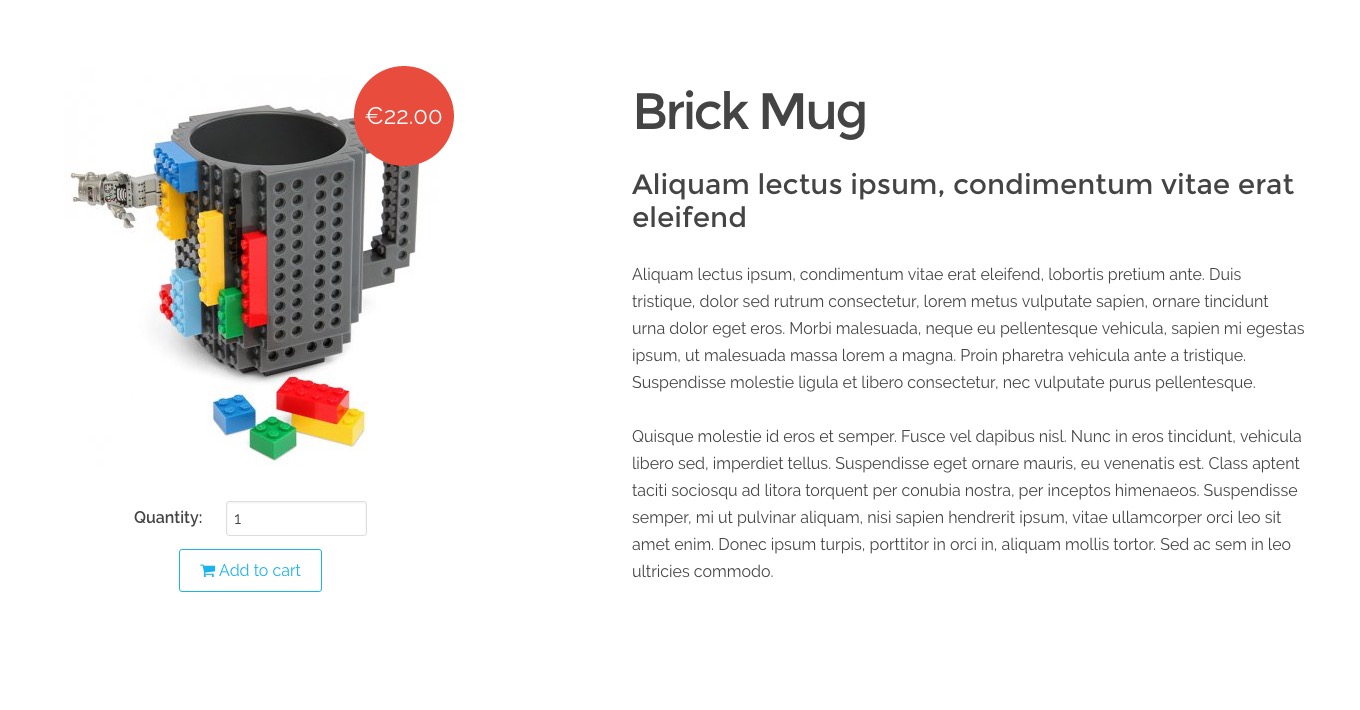 €22.00
Quantity:
1
Add to cart
Brick Mug
Aliquam lectus ipsum, condimentum vitae erat
eleifend
Aliquam lectus ipsum, condimentum vitae erat eleifend, lobortis pretium ante. Duis
tristique, dolor sed rutrum consectetur, lorem metus vulputate sapien, ornare tincidunt
urna dolor eget eros. Morbi malesuada, neque eu pellentesque vehicula, sapien mi egestas
ipsum, ut malesuada massa lorem a magna. Proin pharetra vehicula ante a tristique.
Suspendisse molestie ligula et libero consectetur, nec vulputate purus pellentesque.
Quisque molestie id eros et semper. Fusce vel dapibus nisl. Nunc in eros tincidunt, vehicula
libero sed, imperdiet tellus. Suspendisse eget ornare mauris, eu venenatis est. Class aptent
taciti sociosqu ad litora torquent per conubia nostra, per inceptos himenaeos. Suspendisse
semper, mi ut pulvinar aliquam, nisi sapien hendrerit ipsum, vitae ullamcorper orci leo sit
amet enim. Donec ipsum turpis, porttitor in orci in, aliquam mollis tortor. Sed ac sem in leo
ultricies commodo.